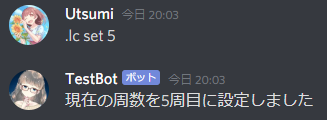 Utsumi 今日 20:03
.lc set 5
TestBot ボット 今日 20:03
現在の周数を5周目に設定しました